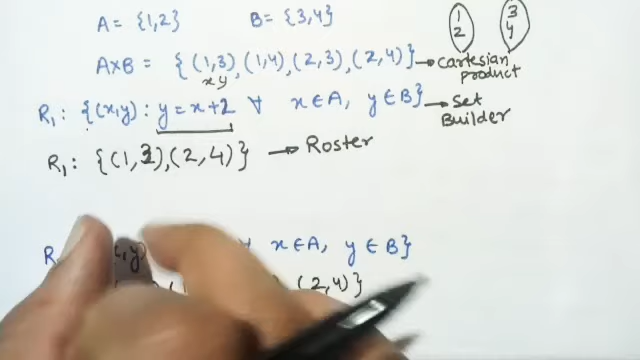 A = {1,2} B = {3,4} 1 2 3 4
A×B = { (1,3), (1,4), (2,3), (2,4)} → Cartesian product
x y
R₁ : {(x,y) : y = x+2 ∀ x∈A, y∈B} → Set Builder
R₁ : {(1,3), (2,4)} → Roster
R ,y) ∀ x∈A, y∈B}
(2,4)}